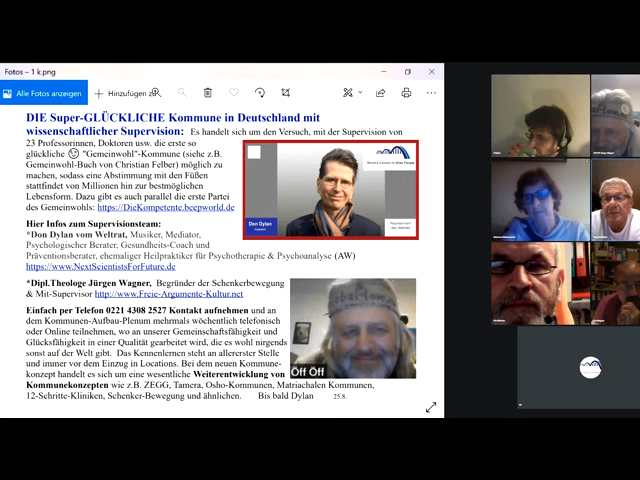 Fotos – 1 k.png
Alle Fotos anzeigen
Hinzufügen zu
DIE Super-GLÜCKLICHE Kommune in Deutschland mit
wissenschaftlicher Supervision: Es handelt sich um den Versuch, mit der Supervision von
23 Professorinnen, Doktoren usw. die erste so
glückliche "Gemeinwohl"-Kommune (siehe z.B.
Gemeinwohl-Buch von Christian Felber) möglich zu
machen, sodass eine Abstimmung mit den Füßen
stattfindet von Millionen hin zur bestmöglichen
Lebensform. Dazu gibt es auch parallel die erste Partei
des Gemeinwohls: https://DieKompetente.beepworld.de
Don Dylan
Hier Infos zum Supervisionsteam:
*Don Dylan von Weltrat, Musiker, Mediator,
Psychologischer Berater, Gesundheits-Coach und
Präventionsberater, ehemaliger Heilpraktiker für Psychotherapie & Psychoanalyse (AW)
https://www.NextScientistsForFuture.de
*Dipl.Theologe Jürgen Wagner, Begründer der Schenkerbewegung
& Mit-Supervisor http://www.Freie-Argumente-Kultur.net
Einfach per Telefon 0221 4308 2527 Kontakt aufnehmen und an
dem Kommunen-Aufbau-Plenum mehrmals wöchentlich telefonisch
oder Online teilnehmen, wo an unserer Gemeinschaftsfähigkeit und
Glücksfähigkeit in einer Qualität gearbeitet wird, die es wohl nirgends
sonst auf der Welt gibt. Das Kennenlernen steht an allererster Stelle
und immer vor dem Einzug in Locations. Bei dem neuen Kommune-
konzept handelt es sich um eine wesentliche Weiterentwicklung von
Kommunekonzepten wie z.B. ZEGG, Tamera, Osho-Kommunen, Matriachalen Kommunen,
12-Schritte-Kliniken, Schenker-Bewegung und ähnlichen. Bis bald Dylan 25.8.
Öff Öff